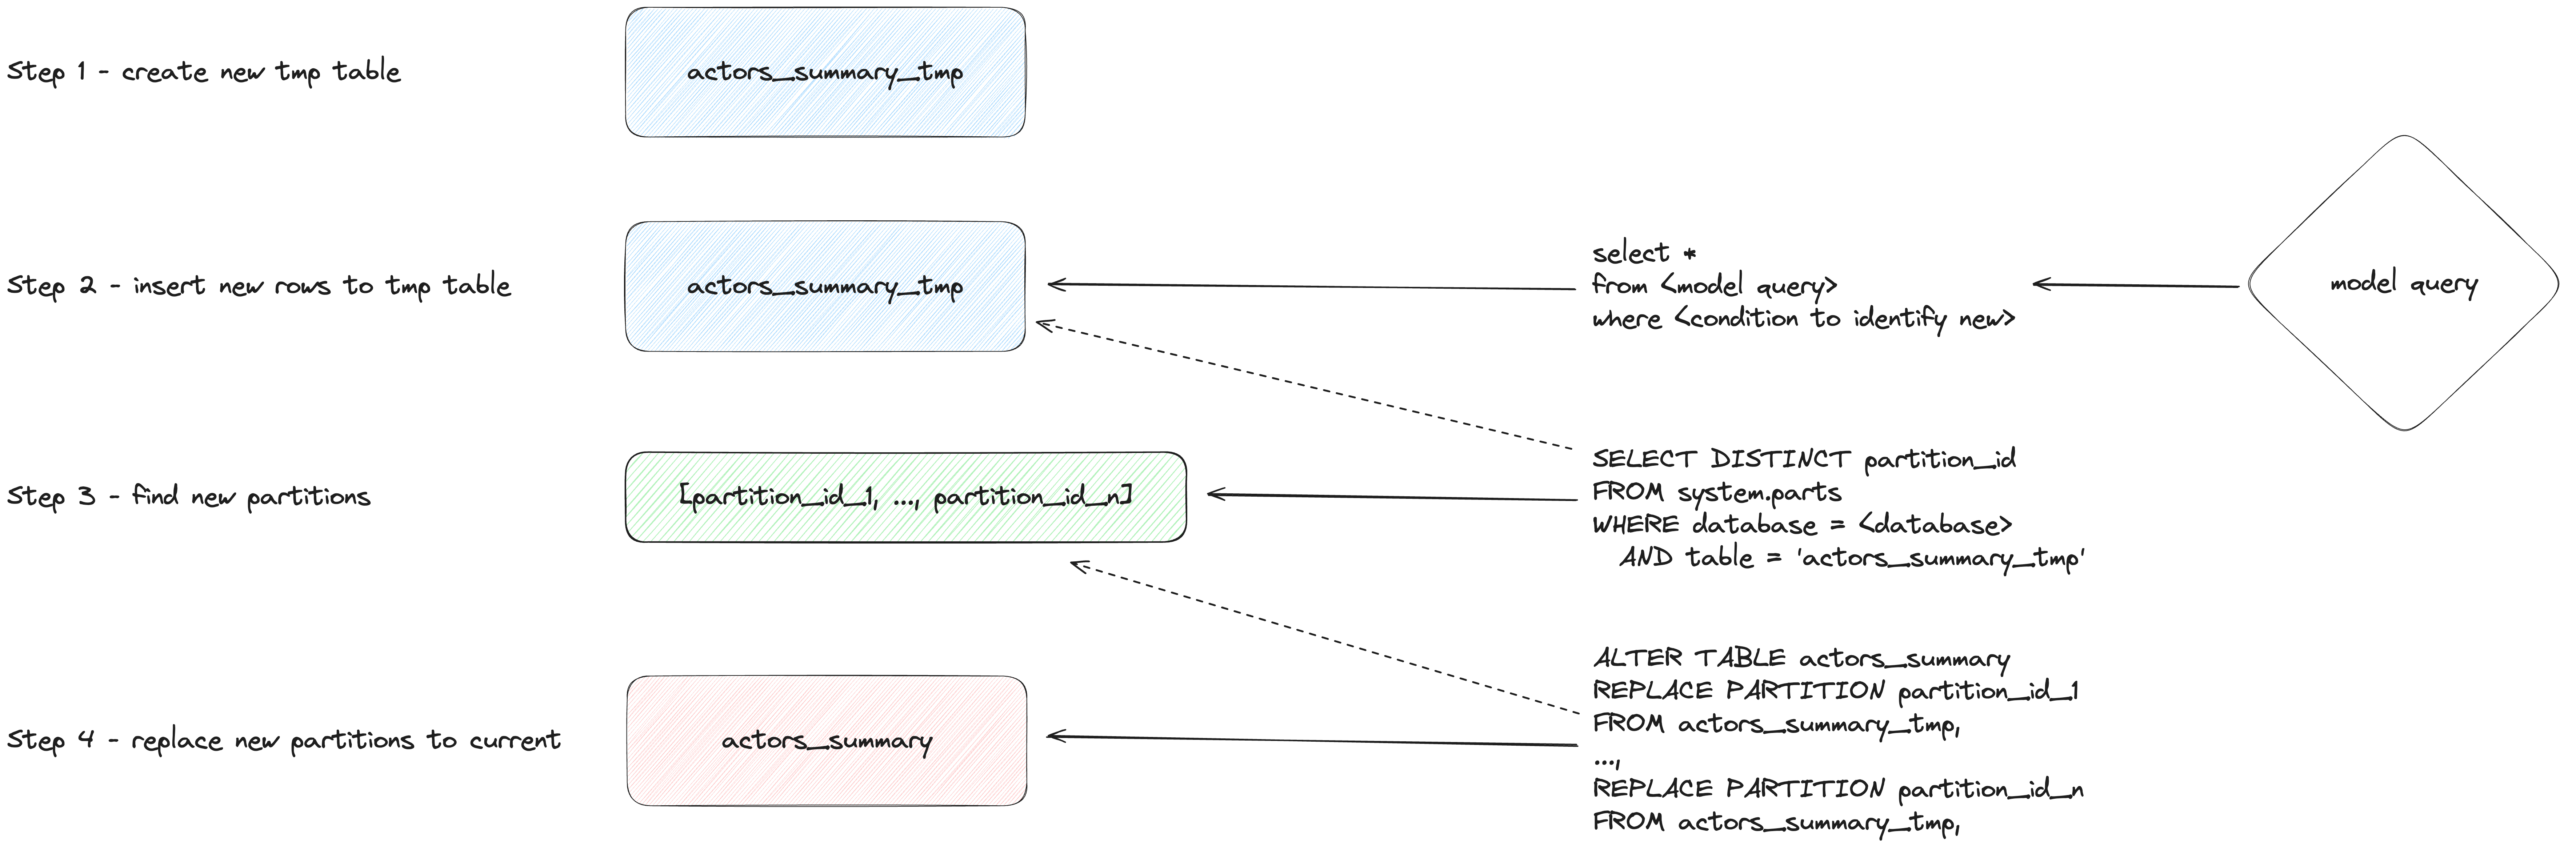 Step 1 - create new tmp table
actors_summary_tmp
Step 2 - insert new rows to tmp table
actors_summary_tmp
select *
from <model query>
where <condition to identify new>
model query
Step 3 - find new partitions
[partition_id_1, ..., partition_id_n]
SELECT DISTINCT partition_id
FROM system.parts
WHERE database = <database>
AND table = 'actors_summary_tmp'
Step 4 - replace new partitions to current
actors_summary
ALTER TABLE actors_summary
REPLACE PARTITION partition_id_1
FROM actors_summary_tmp,
...,
REPLACE PARTITION partition_id_n
FROM actors_summary_tmp,